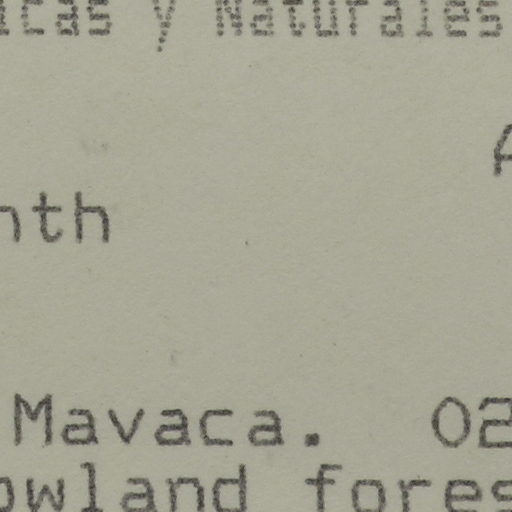 icas y Naturales
A
nth
Mavaca. 02
owland fores